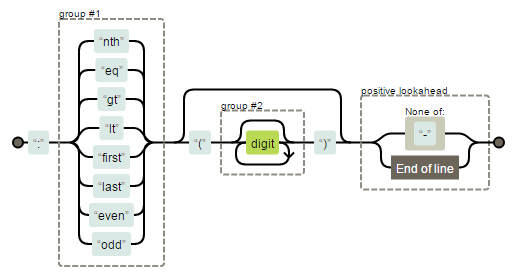 group #1
“nth”
“eq”
“gt”
“lt”
“first”
“last”
“even”
“odd”
“:”
group #2
“(”
digit
“)”
positive lookahead
None of:
“-”
End of line